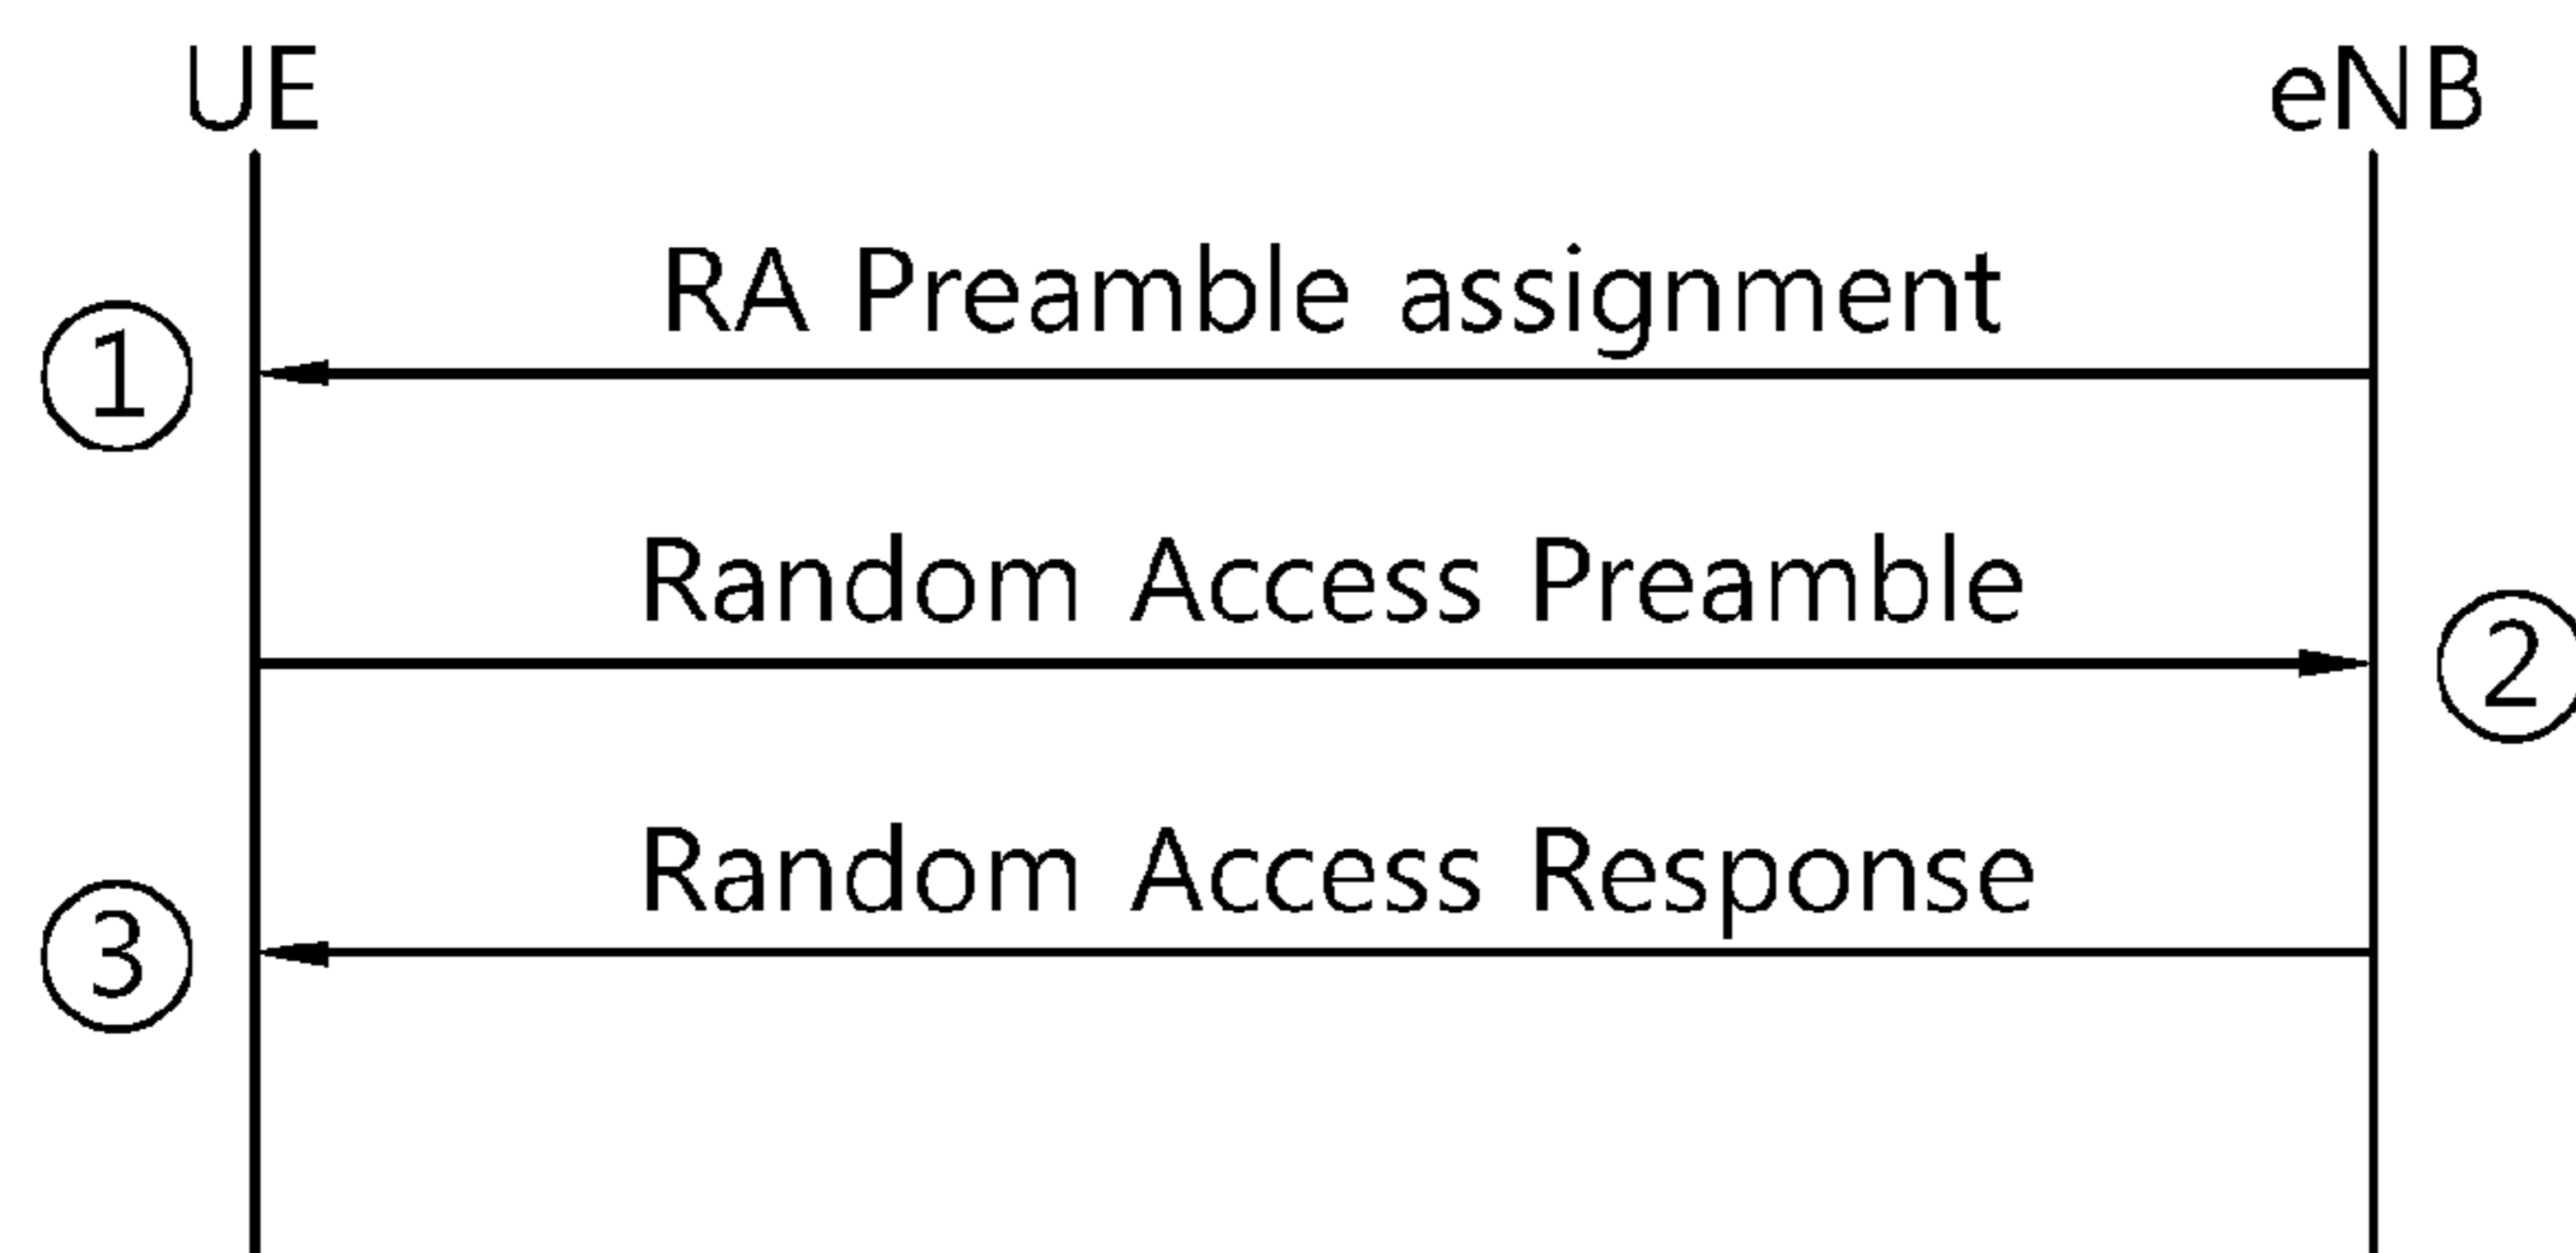 UE eNB
RA Preamble assignment
①
Random Access Preamble
②
Random Access Response
③